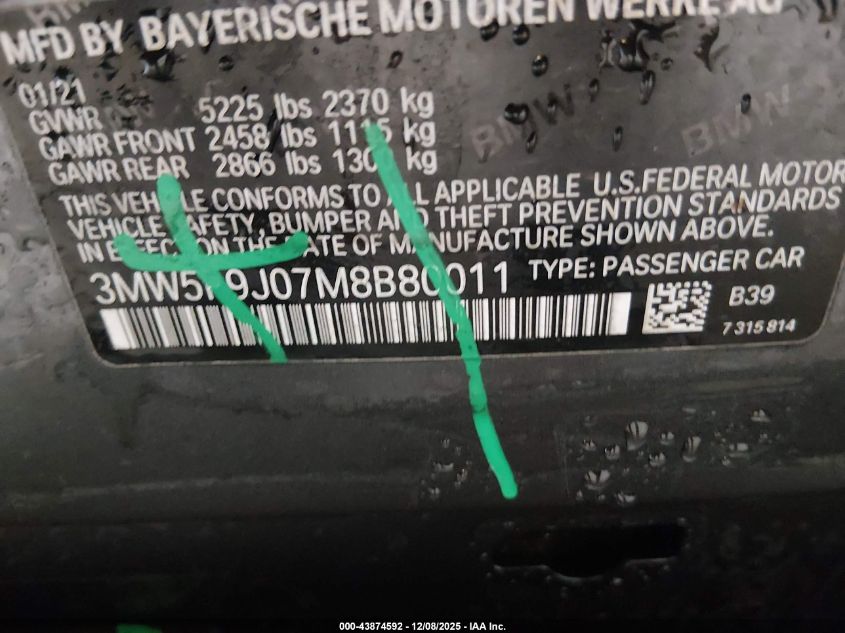 MFD BY BAYERISCHE MOTOREN WERKE AG
01/21
GVWR 5225 lbs 2370 kg
GAWR FRONT 2458 lbs 1115 kg
GAWR REAR 2866 lbs kg
THIS VEHICLE CONFORMS TO ALL APPLICABLE U.S.FEDERAL MOTOR
VEHICLE SAFETY, BUMPER AND THEFT PREVENTION STANDARDS
IN EFFECT ON THE DATE OF MANUFACTURE SHOWN ABOVE.
TYPE: PASSENGER CAR
B39
7 315 814
BMW BMW
000-43874592 - 12/08/2025 - IAA Inc.